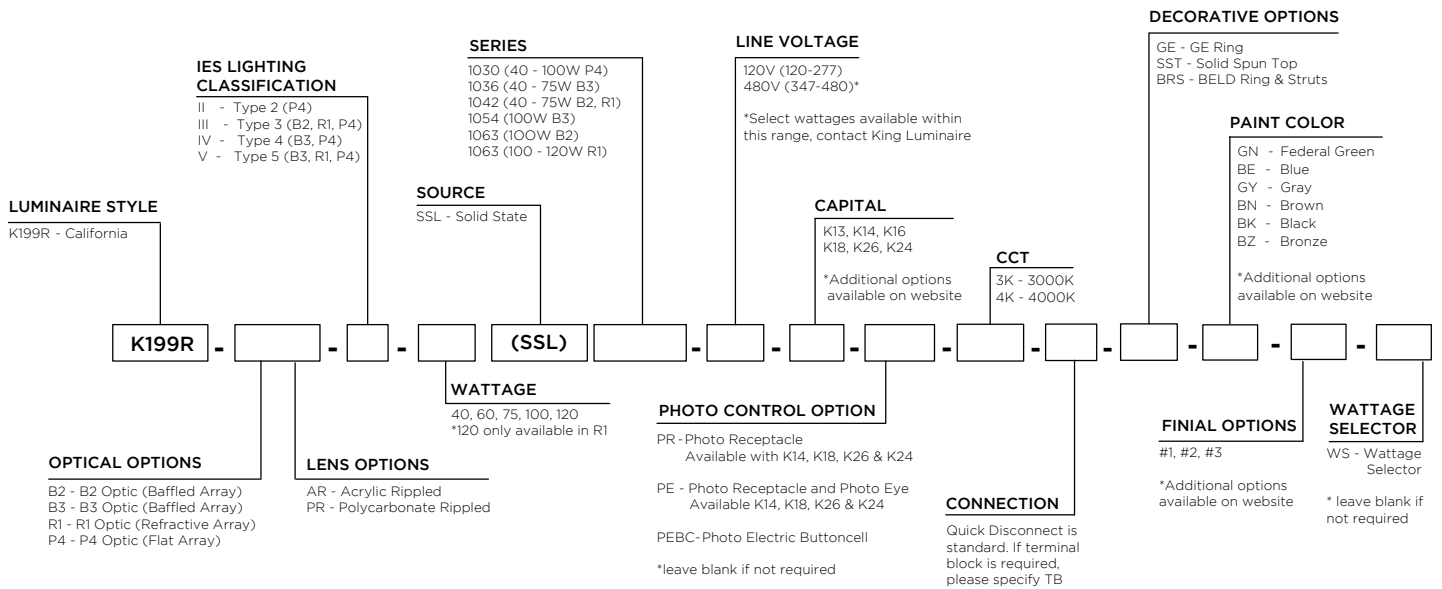 DECORATIVE OPTIONS
GE - GE Ring
SST - Solid Spun Top
BRS - BELD Ring & Struts
SERIES
1030 (40 - 100W P4)
1036 (40 - 75W B3)
1042 (40 - 75W B2, R1)
1054 (100W B3)
1063 (100W B2)
1063 (100 - 120W R1)
LINE VOLTAGE
120V (120-277)
480V (347-480)*
*Select wattages available within
this range, contact King Luminaire
IES LIGHTING
CLASSIFICATION
II - Type 2 (P4)
III - Type 3 (B2, R1, P4)
IV - Type 4 (B3, P4)
V - Type 5 (B3, R1, P4)
PAINT COLOR
GN - Federal Green
BE - Blue
GY - Gray
BN - Brown
BK - Black
BZ - Bronze
*Additional options
available on website
LUMINAIRE STYLE
K199R - California
SOURCE
SSL - Solid State
CAPITAL
K13, K14, K16
K18, K26, K24
*Additional options
available on website
CCT
3K - 3000K
4K - 4000K
K199R - - - (SSL) - - - - - - - - -
WATTAGE
40, 60, 75, 100, 120
*120 only available in R1
OPTICAL OPTIONS
B2 - B2 Optic (Baffled Array)
B3 - B3 Optic (Baffled Array)
R1 - R1 Optic (Refractive Array)
P4 - P4 Optic (Flat Array)
LENS OPTIONS
AR - Acrylic Rippled
PR - Polycarbonate Rippled
PHOTO CONTROL OPTION
PR - Photo Receptacle
Available with K14, K18, K26 & K24
PE - Photo Receptacle and Photo Eye
Available K14, K18, K26 & K24
PEBC- Photo Electric Buttoncell
*leave blank if not required
CONNECTION
Quick Disconnect is
standard. If terminal
block is required,
please specify TB
FINIAL OPTIONS
#1, #2, #3
*Additional options
available on website
WATTAGE
SELECTOR
WS - Wattage
Selector
* leave blank if
not required